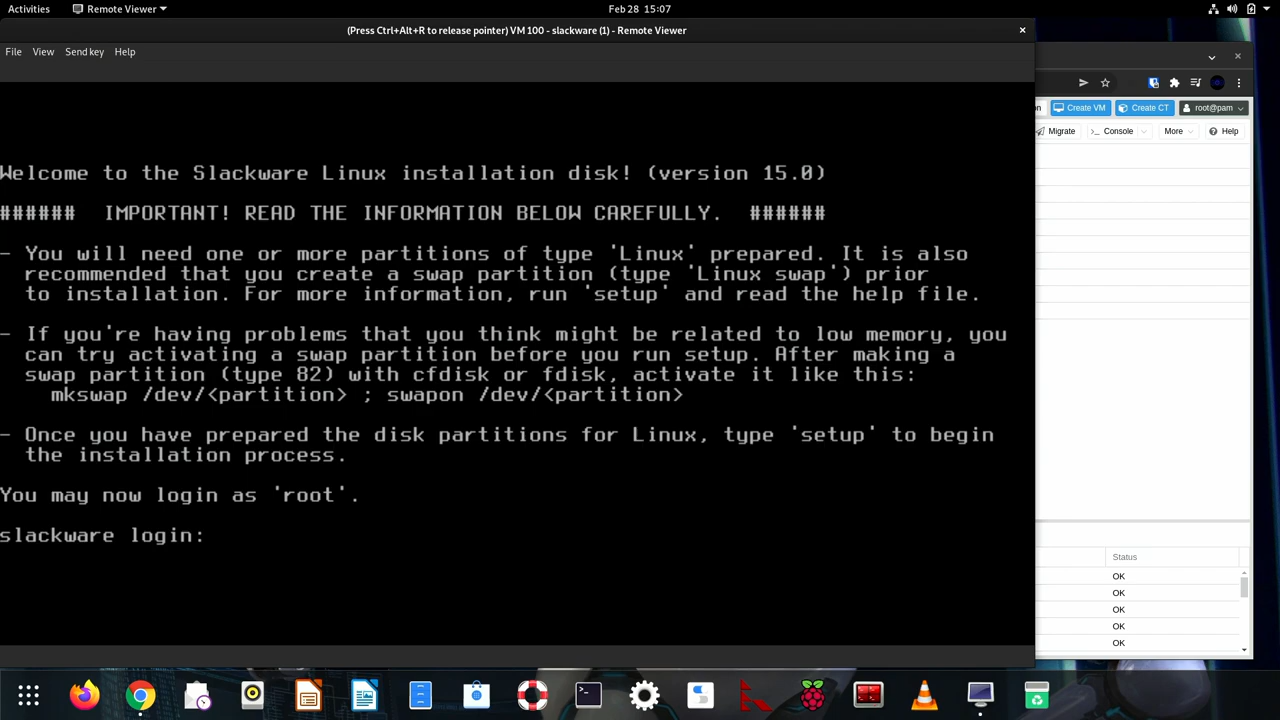 Activities
Remote Viewer
Feb 28 15:07
(Press Ctrl+Alt+R to release pointer) VM 100 - slackware (1) - Remote Viewer
File View Send key Help
Create VM
Create CT
root@pam
Migrate
Console
More
Help
Welcome to the Slackware Linux installation disk! (version 15.0)
###### IMPORTANT! READ THE INFORMATION BELOW CAREFULLY. ######
- You will need one or more partitions of type 'Linux' prepared. It is also
recommended that you create a swap partition (type 'Linux swap') prior
to installation. For more information, run 'setup' and read the help file.
- If you're having problems that you think might be related to low memory, you
can try activating a swap partition before you run setup. After making a
swap partition (type 82) with cfdisk or fdisk, activate it like this:
mkswap /dev/<partition> ; swapon /dev/<partition>
- Once you have prepared the disk partitions for Linux, type 'setup' to begin
the installation process.
You may now login as 'root'.
slackware login:
Status
OK
OK
OK
OK
OK